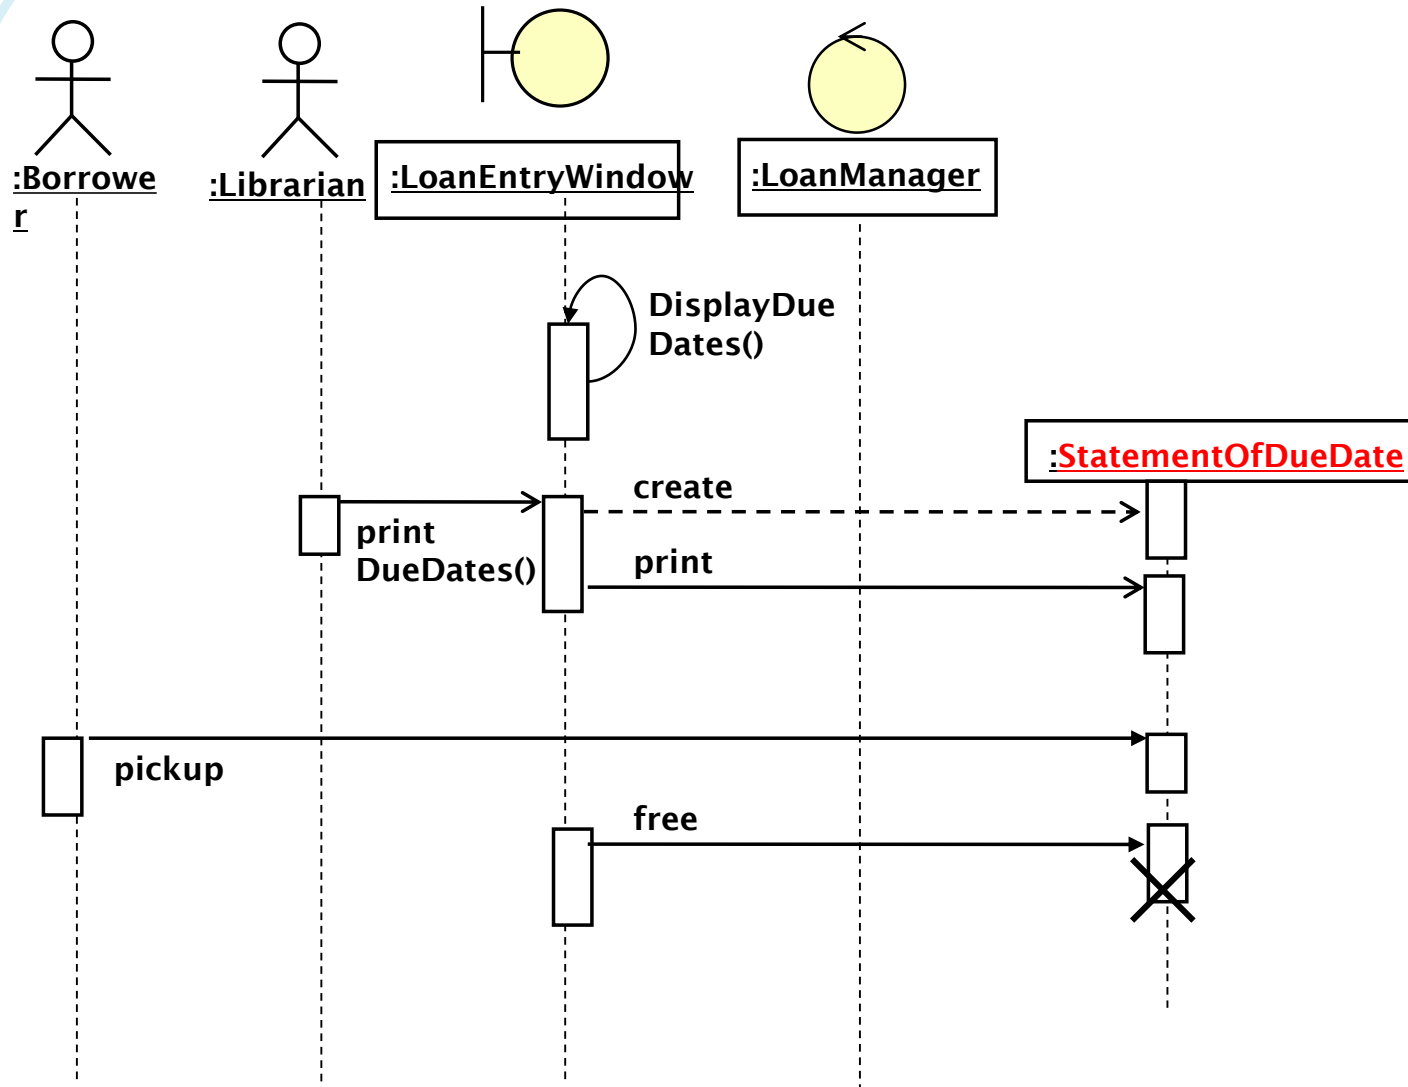 :Borrowe
r
:Librarian
:LoanEntryWindow
:LoanManager
DisplayDue
Dates()
:StatementOfDueDate
create
print
DueDates()
print
pickup
free